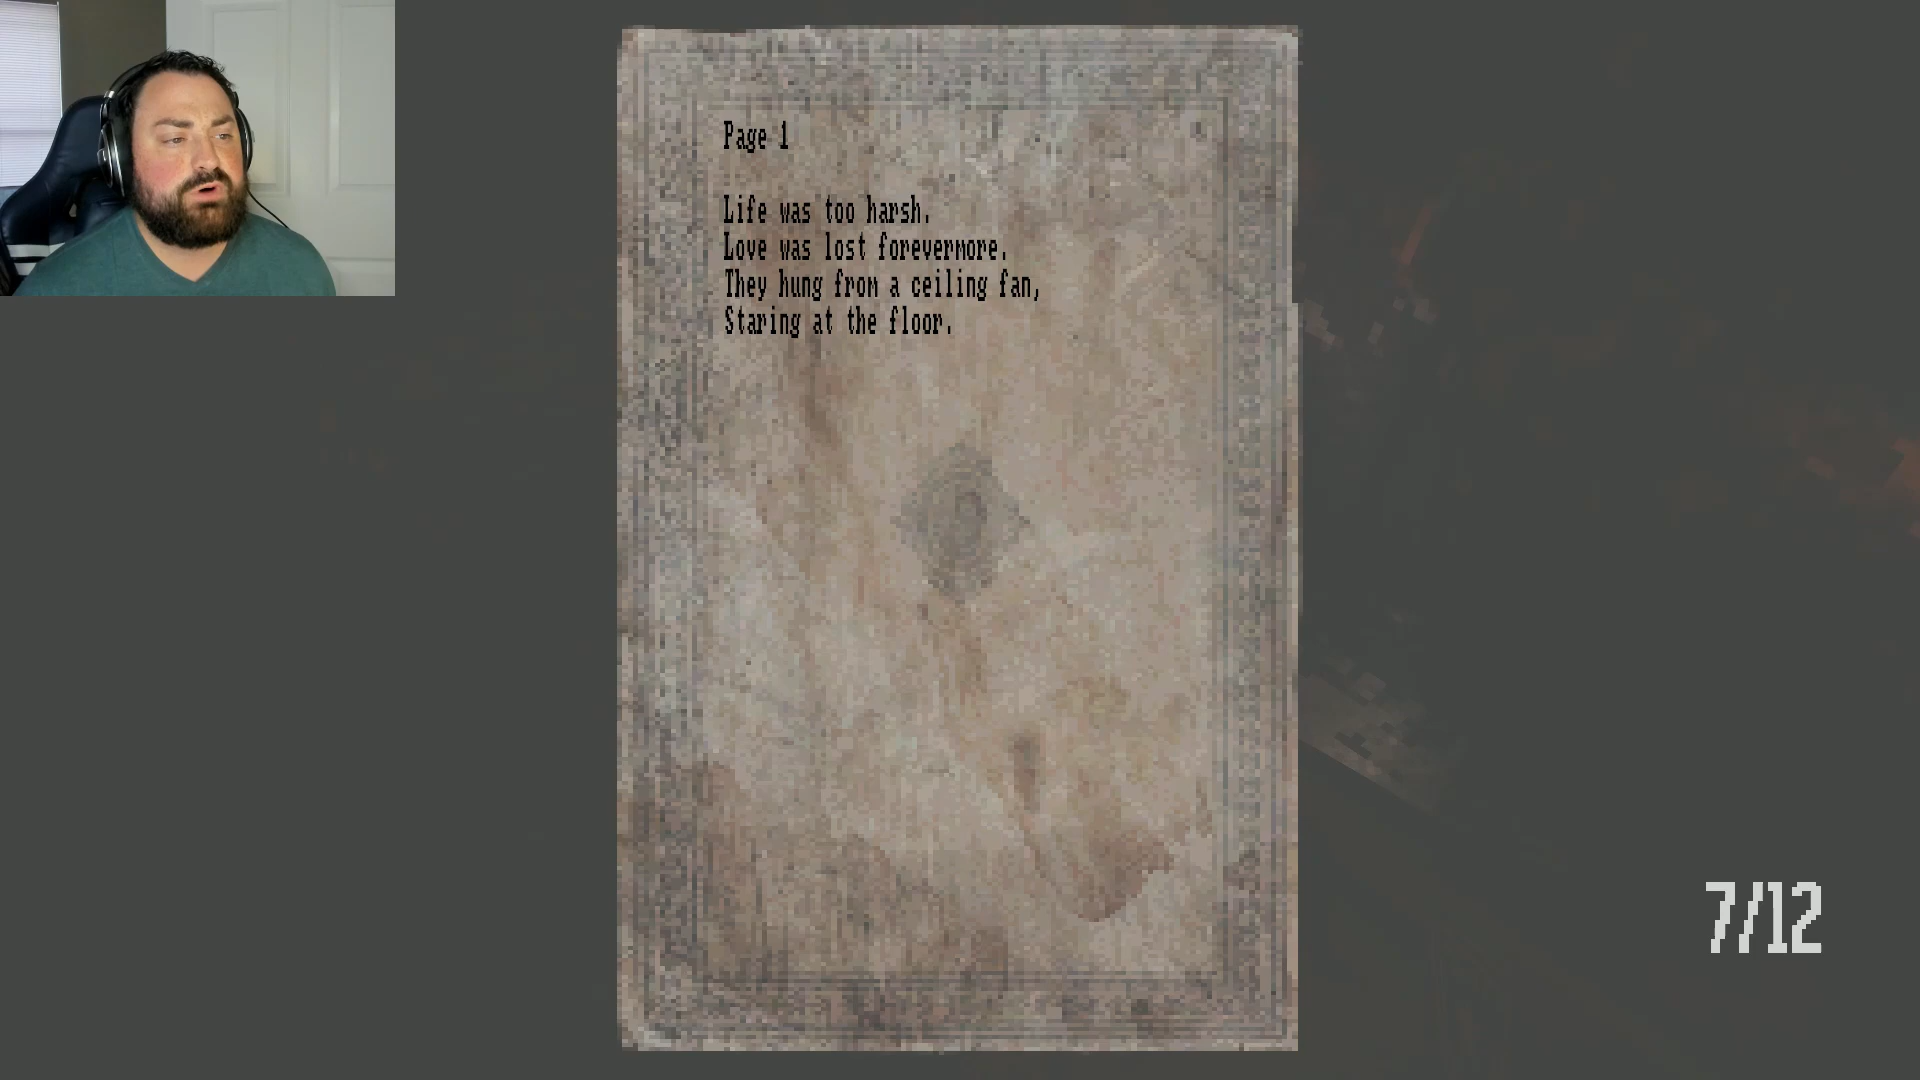 Page 1
Life was too harsh.
Love was lost forevermore.
They hung from a ceiling fan,
Staring at the floor.
7/12